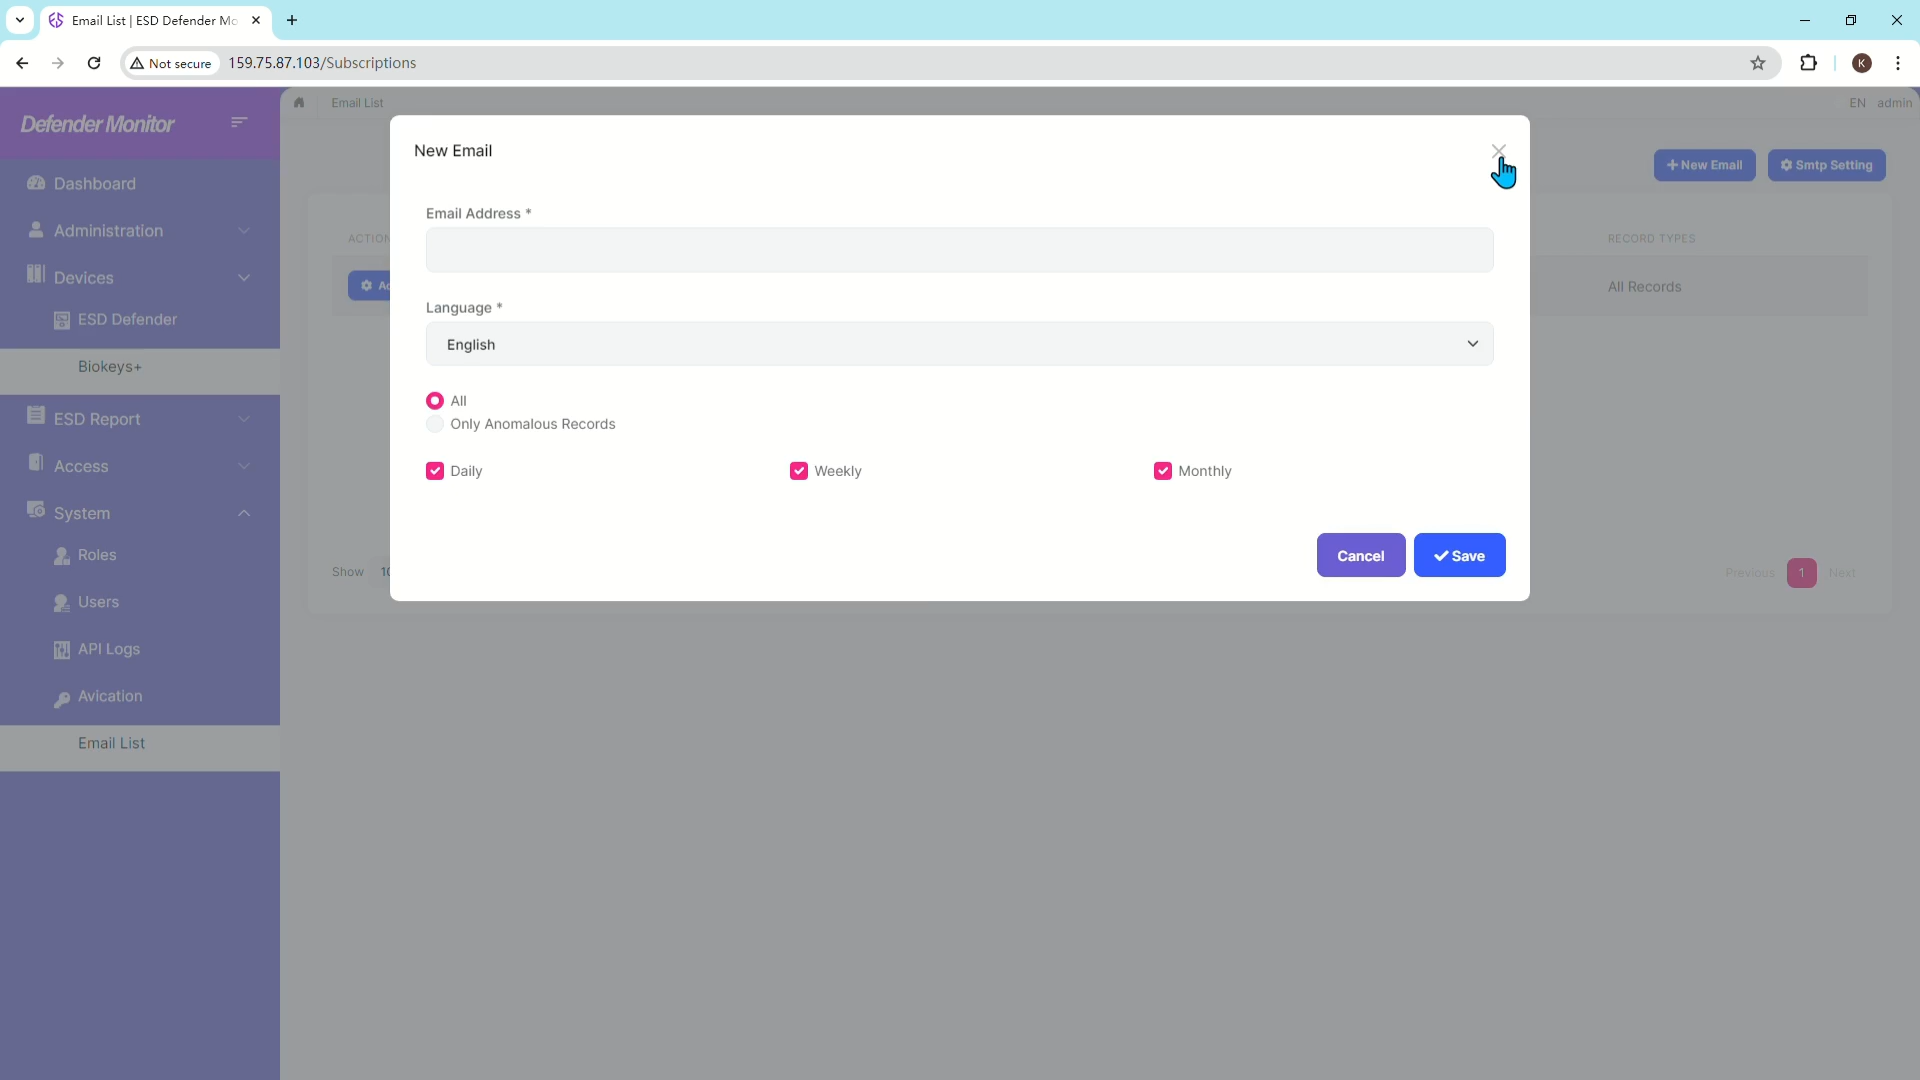 Email List | ESD Defender Mo
Not secure
159.75.87.103/Subscriptions
K
Defender Monitor
Email List
EN admin
Dashboard
Administration
Devices
ESD Defender
Biokeys+
ESD Report
Access
System
Roles
Users
API Logs
Avication
Email List
New Email
+ New Email
Smtp Setting
ACTION
RECORD TYPES
All Records
Email Address *
Language *
English
All
Only Anomalous Records
Daily
Weekly
Monthly
Cancel
Save
Show 10
Previous 1 Next